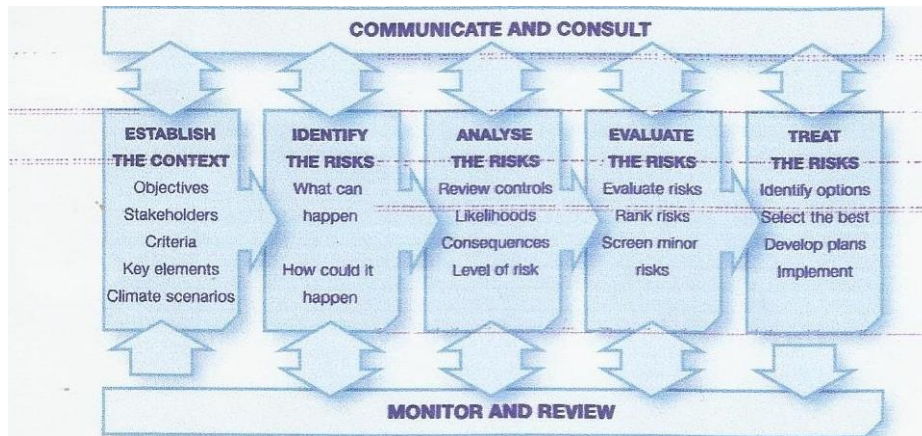 COMMUNICATE AND CONSULT
ESTABLISH
THE CONTEXT
Objectives
Stakeholders
Criteria
Key elements
Climate scenarios
IDENTIFY
THE RISKS
What can
happen
How could it
happen
ANALYSE
THE RISKS
Review controls
Likelihoods
Consequences
Level of risk
EVALUATE
THE RISKS
Evaluate risks
Rank risks
Screen minor
risks
TREAT
THE RISKS
Identify options
Select the best
Develop plans
Implement
MONITOR AND REVIEW